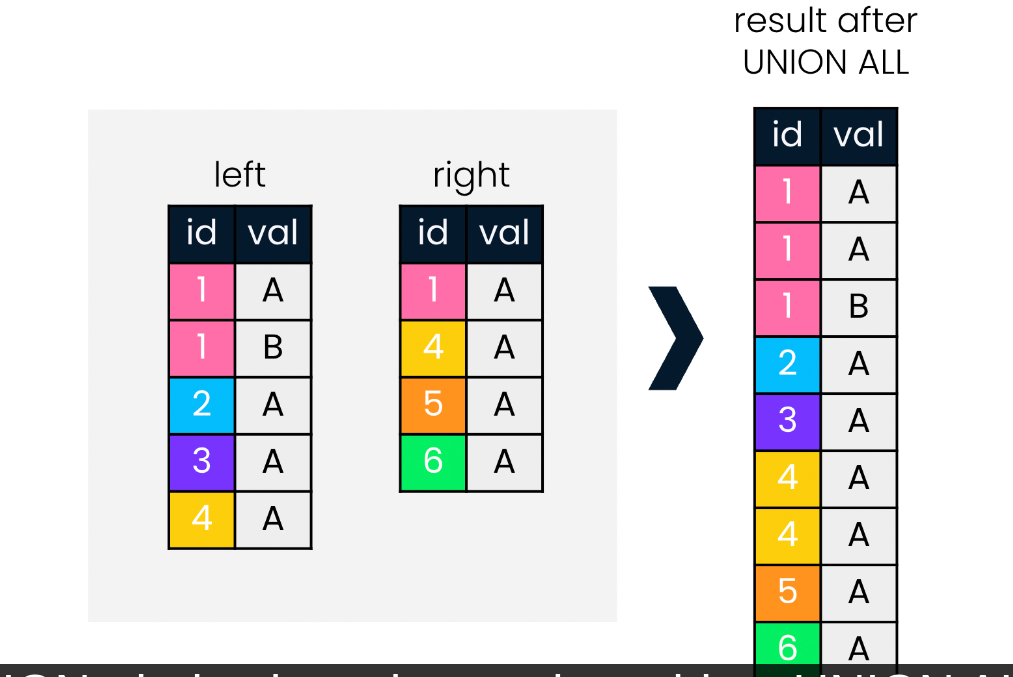 result after
UNION ALL
left
id val
1 A
1 B
2 A
3 A
4 A
right
id val
1 A
4 A
5 A
6 A
id val
1 A
1 A
1 B
2 A
3 A
4 A
4 A
5 A
6 A